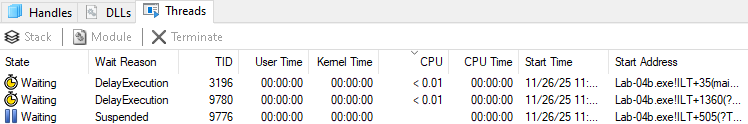 Handles DLLs Threads
Stack Module Terminate
State Wait Reason TID User Time Kernel Time CPU CPU Time Start Time Start Address
Waiting DelayExecution 3196 00:00:00 00:00:00 < 0.01 00:00:00 11/26/25 11:... Lab-04b.exe!ILT+35(mai...
Waiting DelayExecution 9780 00:00:00 00:00:00 < 0.01 00:00:00 11/26/25 11:... Lab-04b.exe!ILT+1360(?...
Waiting Suspended 9776 00:00:00 00:00:00 00:00:00 11/26/25 11:... Lab-04b.exe!ILT+505(?T...